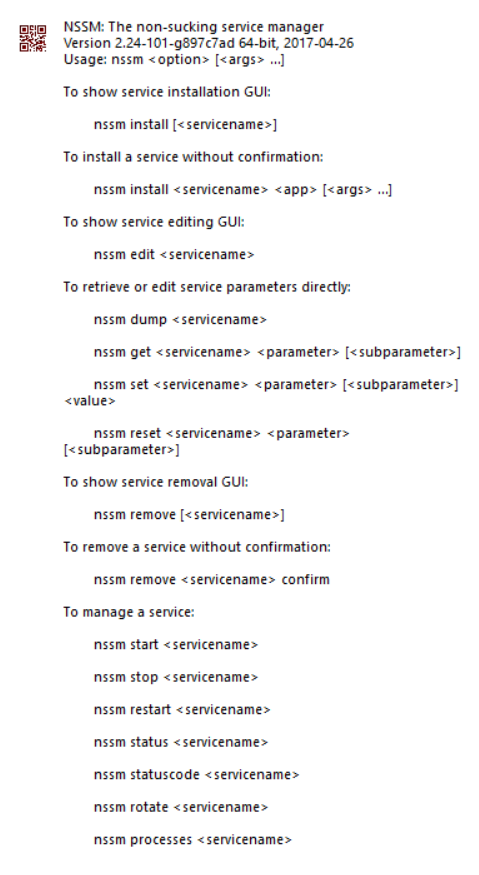 NSSM: The non-sucking service manager
Version 2.24-101-g897c7ad 64-bit, 2017-04-26
Usage: nssm <option> [<args> ...]
To show service installation GUI:
nssm install [<servicename>]
To install a service without confirmation:
nssm install <servicename> <app> [<args> ...]
To show service editing GUI:
nssm edit <servicename>
To retrieve or edit service parameters directly:
nssm dump <servicename>
nssm get <servicename> <parameter> [<subparameter>]
nssm set <servicename> <parameter> [<subparameter>]
<value>
nssm reset <servicename> <parameter>
[<subparameter>]
To show service removal GUI:
nssm remove [<servicename>]
To remove a service without confirmation:
nssm remove <servicename> confirm
To manage a service:
nssm start <servicename>
nssm stop <servicename>
nssm restart <servicename>
nssm status <servicename>
nssm statuscode <servicename>
nssm rotate <servicename>
nssm processes <servicename>